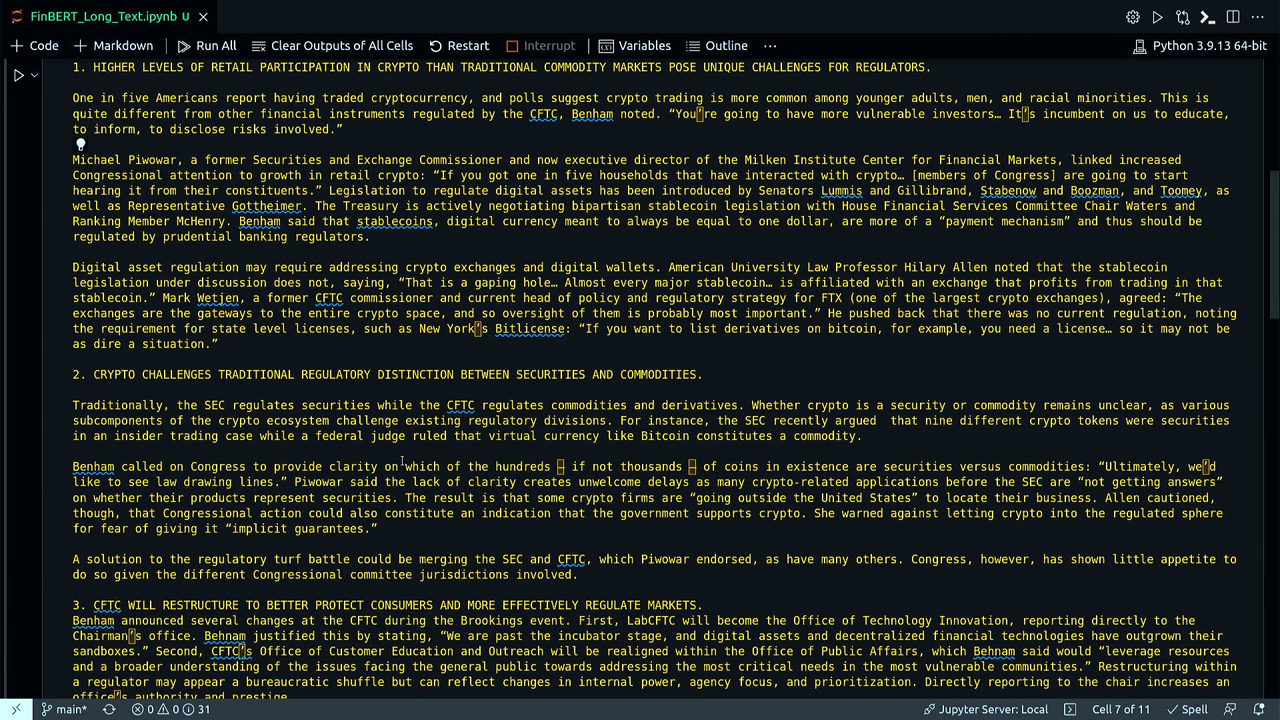 FinBERT_Long_Text.ipynb U
Code
Markdown
Run All
Clear Outputs of All Cells
Restart
Interrupt
Variables
Outline
Python 3.9.13 64-bit
1. HIGHER LEVELS OF RETAIL PARTICIPATION IN CRYPTO THAN TRADITIONAL COMMODITY MARKETS POSE UNIQUE CHALLENGES FOR REGULATORS.
One in five Americans report having traded cryptocurrency, and polls suggest crypto trading is more common among younger adults, men, and racial minorities. This is
quite different from other financial instruments regulated by the CFTC, Benham noted. “You’re going to have more vulnerable investors… It’s incumbent on us to educate,
to inform, to disclose risks involved.”
Michael Piwowar, a former Securities and Exchange Commissioner and now executive director of the Milken Institute Center for Financial Markets, linked increased
Congressional attention to growth in retail crypto: “If you got one in five households that have interacted with crypto… [members of Congress] are going to start
hearing it from their constituents.” Legislation to regulate digital assets has been introduced by Senators Lummis and Gillibrand, Stabenow and Boozman, and Toomey, as
well as Representative Gottheimer. The Treasury is actively negotiating bipartisan stablecoin legislation with House Financial Services Committee Chair Waters and
Ranking Member McHenry. Benham said that stablecoins, digital currency meant to always be equal to one dollar, are more of a “payment mechanism” and thus should be
regulated by prudential banking regulators.
Digital asset regulation may require addressing crypto exchanges and digital wallets. American University Law Professor Hilary Allen noted that the stablecoin
legislation under discussion does not, saying, “That is a gaping hole… Almost every major stablecoin… is affiliated with an exchange that profits from trading in that
stablecoin.” Mark Wetjen, a former CFTC commissioner and current head of policy and regulatory strategy for FTX (one of the largest crypto exchanges), agreed: “The
exchanges are the gateways to the entire crypto space, and so oversight of them is probably most important.” He pushed back that there was no current regulation, noting
the requirement for state level licenses, such as New York’s Bitlicense: “If you want to list derivatives on bitcoin, for example, you need a license… so it may not be
as dire a situation.”
2. CRYPTO CHALLENGES TRADITIONAL REGULATORY DISTINCTION BETWEEN SECURITIES AND COMMODITIES.
Traditionally, the SEC regulates securities while the CFTC regulates commodities and derivatives. Whether crypto is a security or commodity remains unclear, as various
subcomponents of the crypto ecosystem challenge existing regulatory divisions. For instance, the SEC recently argued  that nine different crypto tokens were securities
in an insider trading case while a federal judge ruled that virtual currency like Bitcoin constitutes a commodity.
Benham called on Congress to provide clarity on which of the hundreds – if not thousands – of coins in existence are securities versus commodities: “Ultimately, we’d
like to see law drawing lines.” Piwowar said the lack of clarity creates unwelcome delays as many crypto-related applications before the SEC are “not getting answers”
on whether their products represent securities. The result is that some crypto firms are “going outside the United States” to locate their business. Allen cautioned,
though, that Congressional action could also constitute an indication that the government supports crypto. She warned against letting crypto into the regulated sphere
for fear of giving it “implicit guarantees.”
A solution to the regulatory turf battle could be merging the SEC and CFTC, which Piwowar endorsed, as have many others. Congress, however, has shown little appetite to
do so given the different Congressional committee jurisdictions involved.
3. CFTC WILL RESTRUCTURE TO BETTER PROTECT CONSUMERS AND MORE EFFECTIVELY REGULATE MARKETS.
Benham announced several changes at the CFTC during the Brookings event. First, LabCFTC will become the Office of Technology Innovation, reporting directly to the
Chairman’s office. Behnam justified this by stating, “We are past the incubator stage, and digital assets and decentralized financial technologies have outgrown their
sandboxes.” Second, CFTC’s Office of Customer Education and Outreach will be realigned within the Office of Public Affairs, which Behnam said would “leverage resources
and a broader understanding of the issues facing the general public towards addressing the most critical needs in the most vulnerable communities.” Restructuring within
a regulator may appear a bureaucratic shuffle but can reflect changes in internal power, agency focus, and prioritization. Directly reporting to the chair increases an
office’s authority and prestige.
main*
0
0
31
Jupyter Server: Local
Cell 7 of 11
Spell